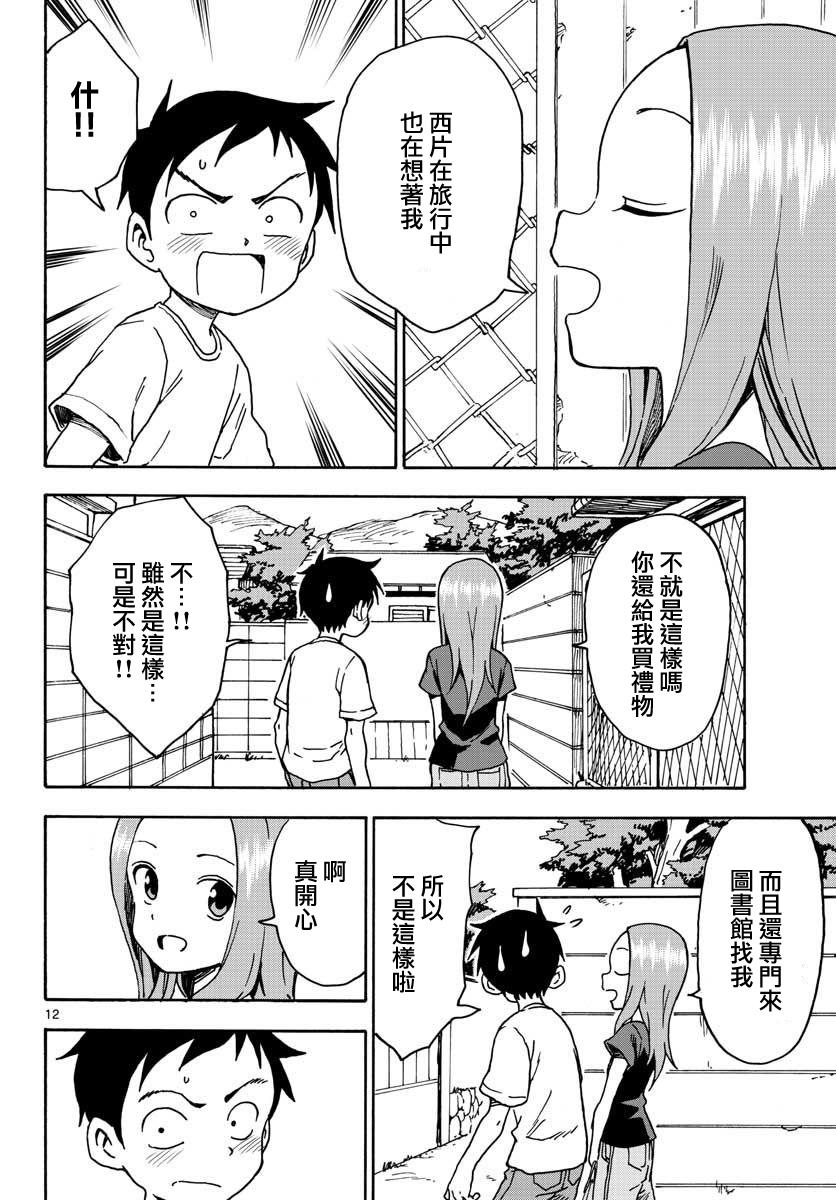 西片在旅行中
也在想著我
什!!
不就是這樣嗎
你還給我買禮物
不…!!
雖然是這樣…
可是不對!!
而且還專門來
圖書館找我
所以
不是這樣啦
啊
真開心
12